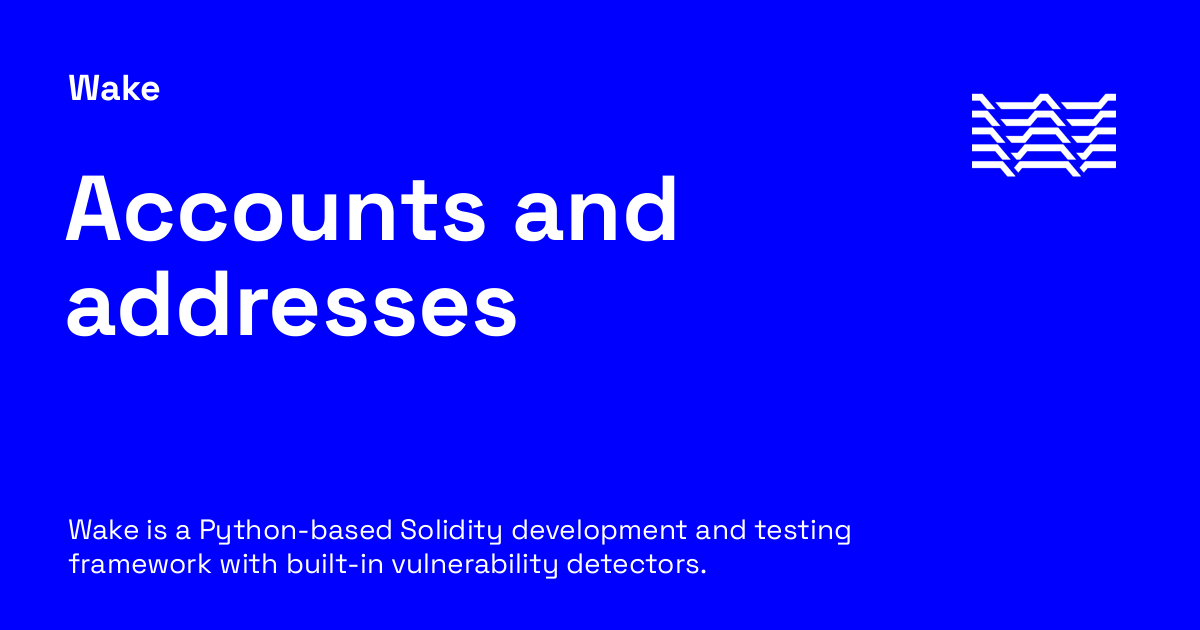 Wake
Accounts and
addresses
Wake is a Python-based Solidity development and testing
framework with built-in vulnerability detectors.